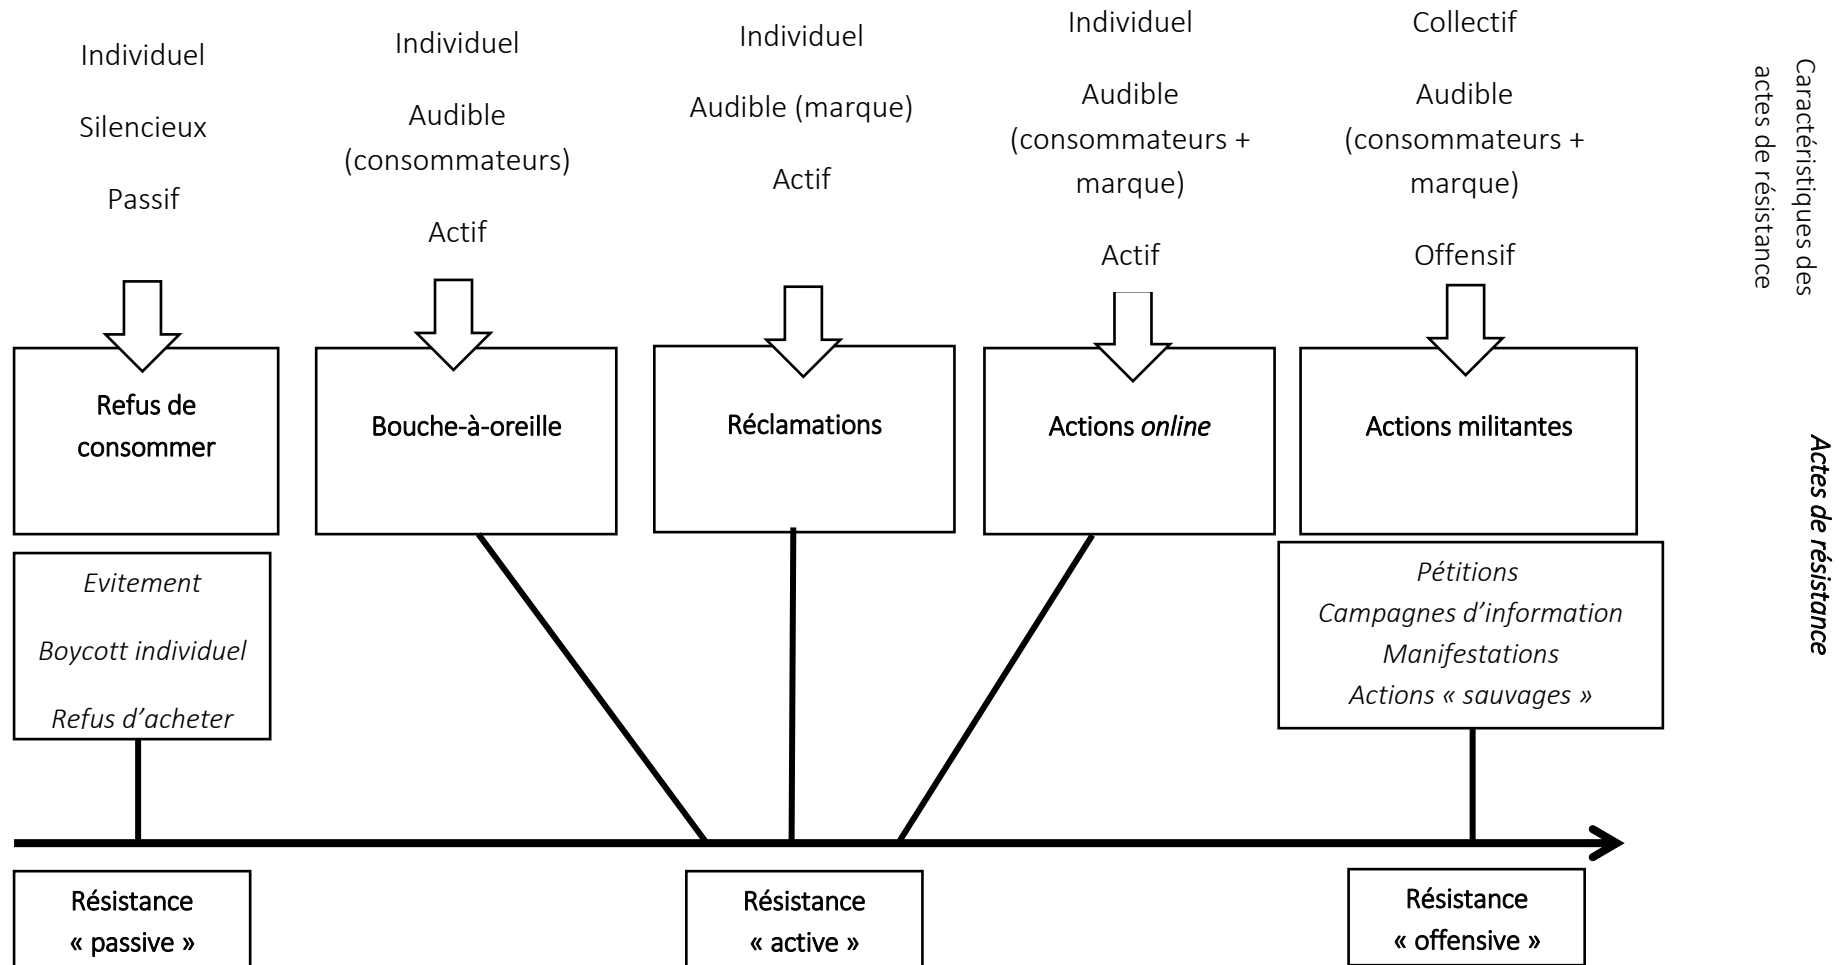 Individuel
Silencieux
Passif
Individuel
Audible
(consommateurs)
Actif
Individuel
Audible (marque)
Actif
Individuel
Audible
(consommateurs +
marque)
Actif
Collectif
Audible
(consommateurs +
marque)
Offensif
Caractéristiques des
actes de résistance
Refus de
consommer
Bouche-à-oreille
Réclamations
Actions online
Actions militantes
Actes de résistance
Evitement
Boycott individuel
Refus d’acheter
Pétitions
Campagnes d’information
Manifestations
Actions « sauvages »
Résistance
« passive »
Résistance
« active »
Résistance
« offensive »